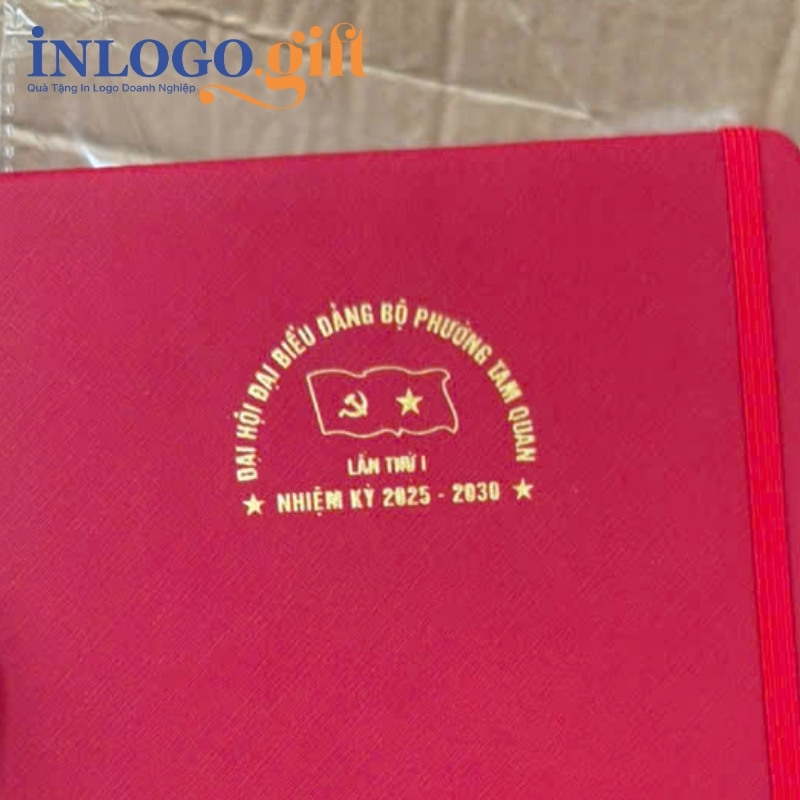 iNLOGO.gift
Quà Tặng In Logo Doanh Nghiệp
ĐẠI HỘI ĐẠI BIỂU ĐẢNG BỘ PHƯỜNG TAM QUAN
LẦN THỨ I
NHIỆM KỲ 2025 - 2030